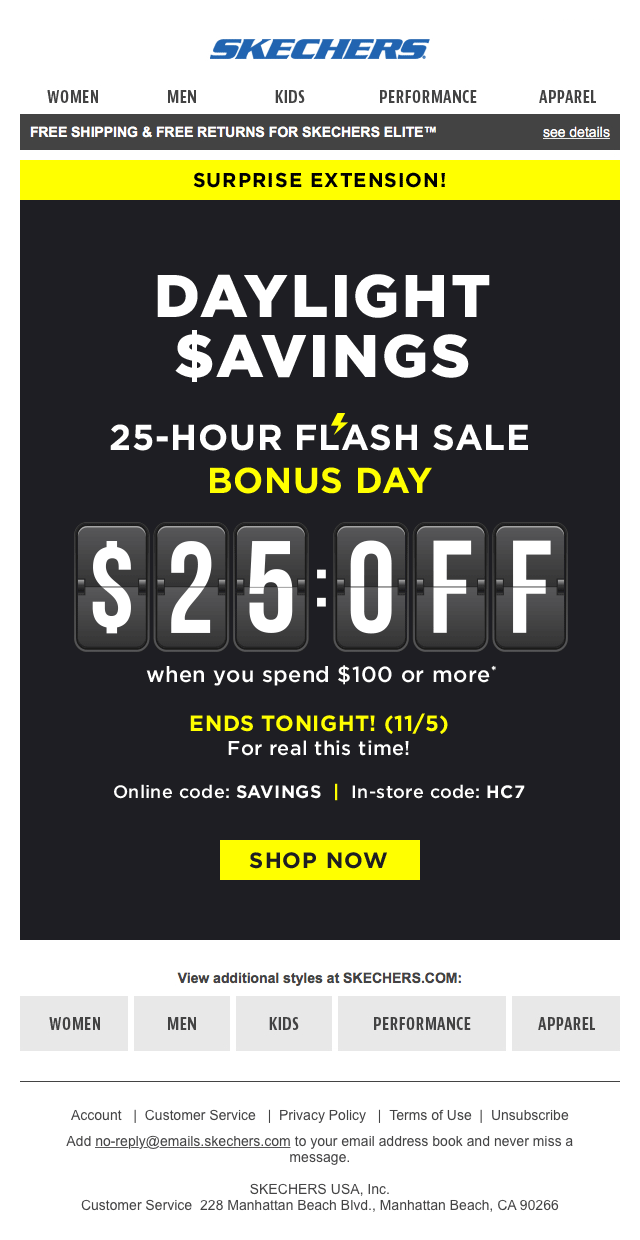 SKECHERS
WOMEN MEN KIDS PERFORMANCE APPAREL
FREE SHIPPING & FREE RETURNS FOR SKECHERS ELITE™ see details
SURPRISE EXTENSION!
DAYLIGHT
$AVINGS
25-HOUR FLASH SALE
BONUS DAY
$25:OFF
when you spend $100 or more*
ENDS TONIGHT! (11/5)
For real this time!
Online code: SAVINGS | In-store code: HC7
SHOP NOW
View additional styles at SKECHERS.COM:
WOMEN MEN KIDS PERFORMANCE APPAREL
Account | Customer Service | Privacy Policy | Terms of Use | Unsubscribe
Add no-reply@emails.skechers.com to your email address book and never miss a
message.
SKECHERS USA, Inc.
Customer Service 228 Manhattan Beach Blvd., Manhattan Beach, CA 90266